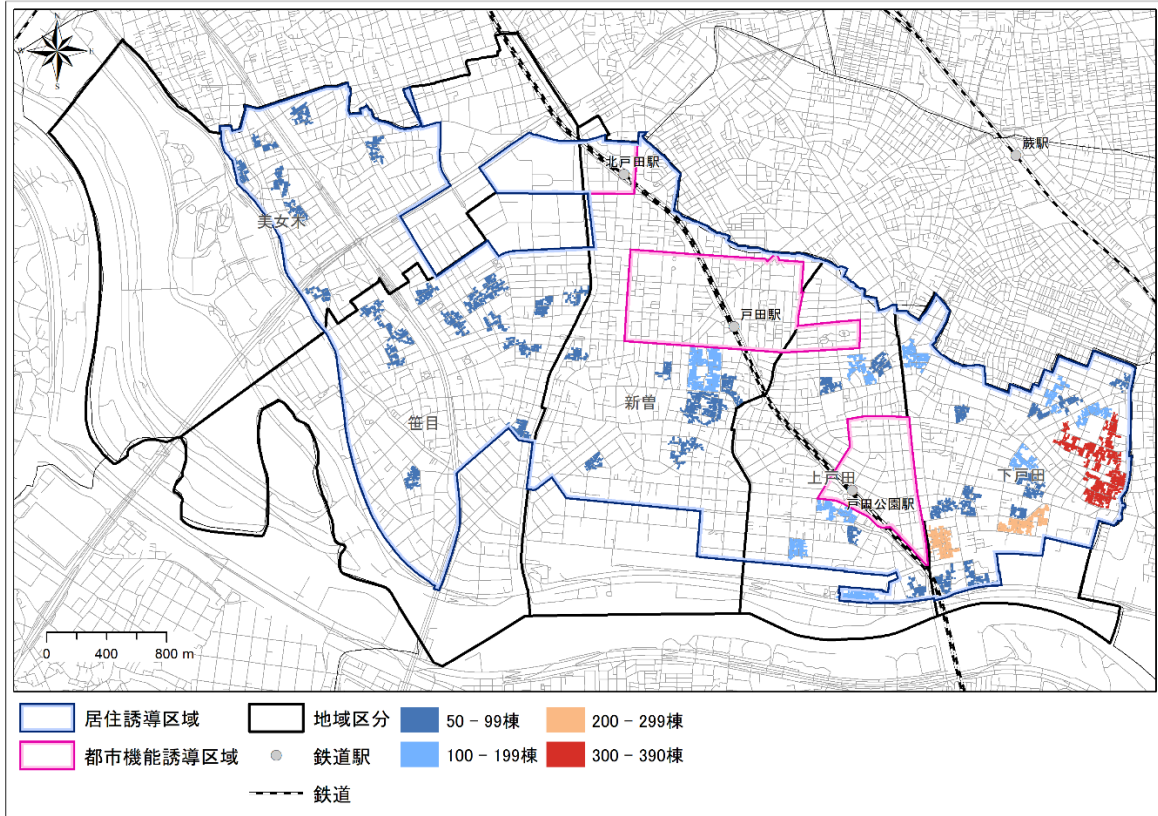 N
W
E
S
蕨駅
北戸田駅
美女木
戸田駅
新曽
笹目
上戸田
下戸田
戸田公園駅
0 400 800 m
居住誘導区域
地域区分
50 - 99棟
200 - 299棟
都市機能誘導区域
鉄道駅
100 - 199棟
300 - 390棟
鉄道